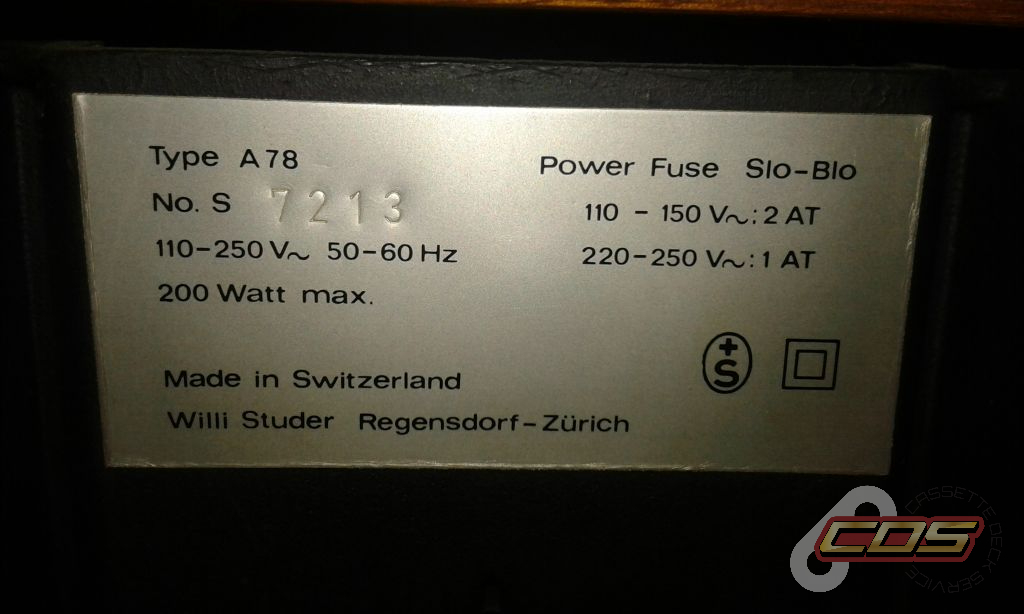 Type A78
No. S 7213
110-250 V~ 50-60 Hz
200 Watt max.
Made in Switzerland
Willi Studer Regensdorf-Zürich
Power Fuse Slo-Blo
110 - 150 V~: 2 AT
220-250 V~: 1 AT
+S
CDS
CASSETTE DECK SERVICE